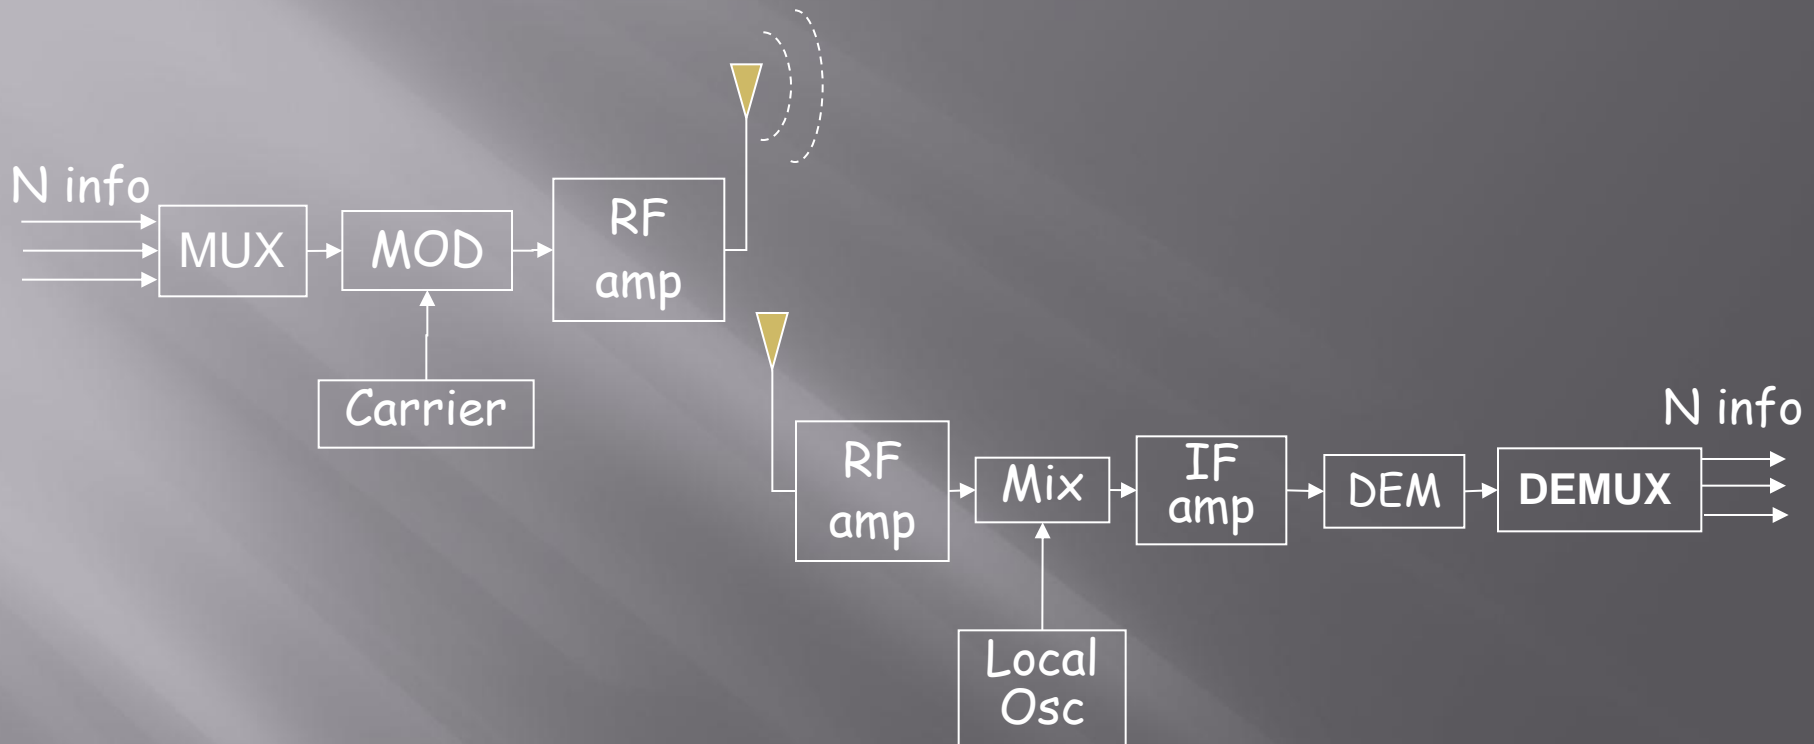 N info
MUX
MOD
RF
amp
Carrier
RF
amp
Mix
IF
amp
DEM
DEMUX
N info
Local
Osc